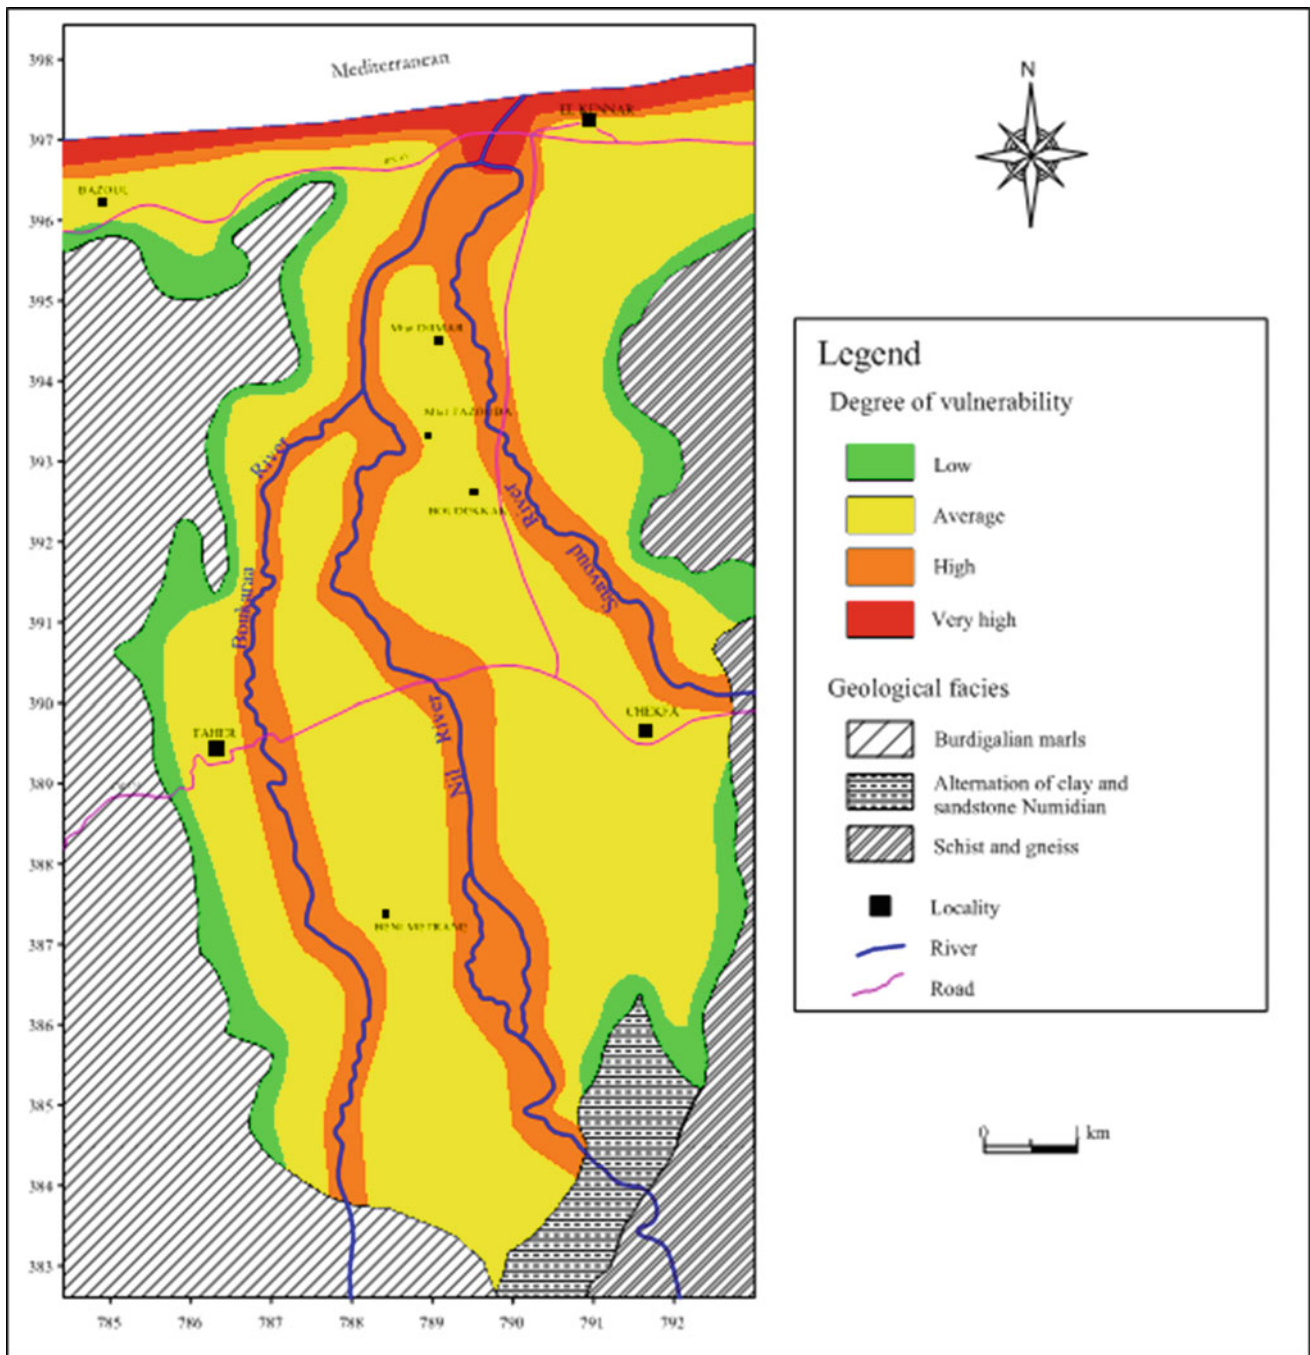 398
397
396
395
394
393
392
391
390
389
388
387
386
385
384
383
785
786
787
788
789
790
791
792
Mediterranean
EL KENNAR
BAZOUL
BOUDEKKAK
River
Boukaraa
River
Saayoud
TAHER
CHEKFA
River
Nil
N
Legend
Degree of vulnerability
Low
Average
High
Very high
Geological facies
Burdigalian marls
Alternation of clay and
sandstone Numidian
Schist and gneiss
Locality
River
Road
0
km